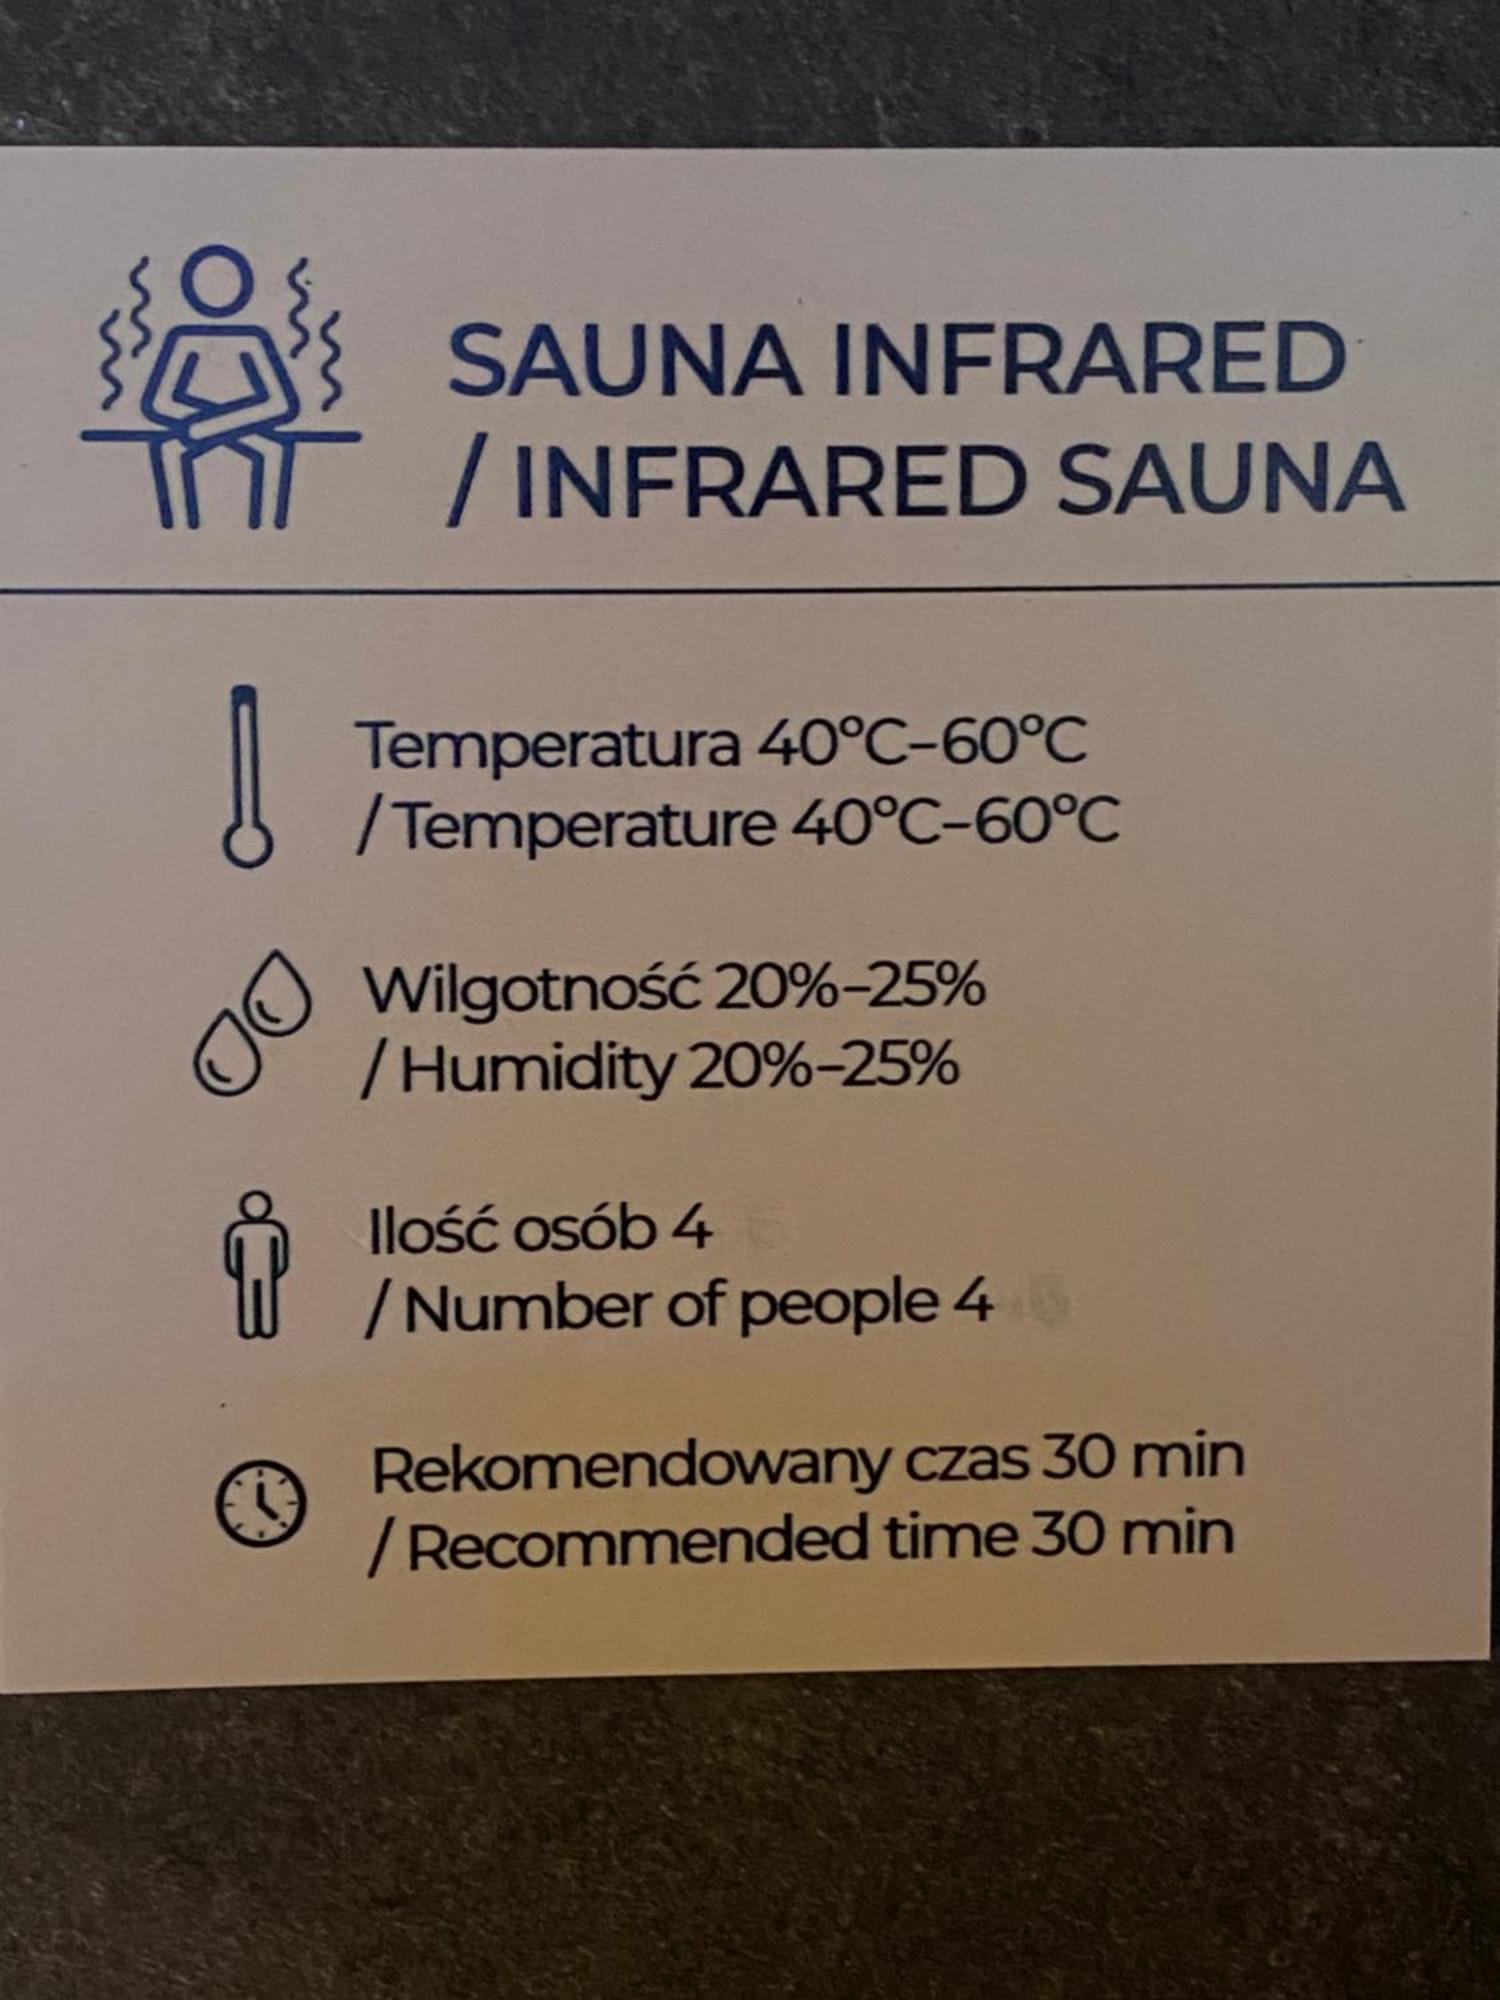 SAUNA INFRARED
/ INFRARED SAUNA
Temperatura 40°C–60°C
/ Temperature 40°C–60°C
Wilgotność 20%–25%
/ Humidity 20%–25%
Ilość osób 4
/ Number of people 4
Rekomendowany czas 30 min
/ Recommended time 30 min